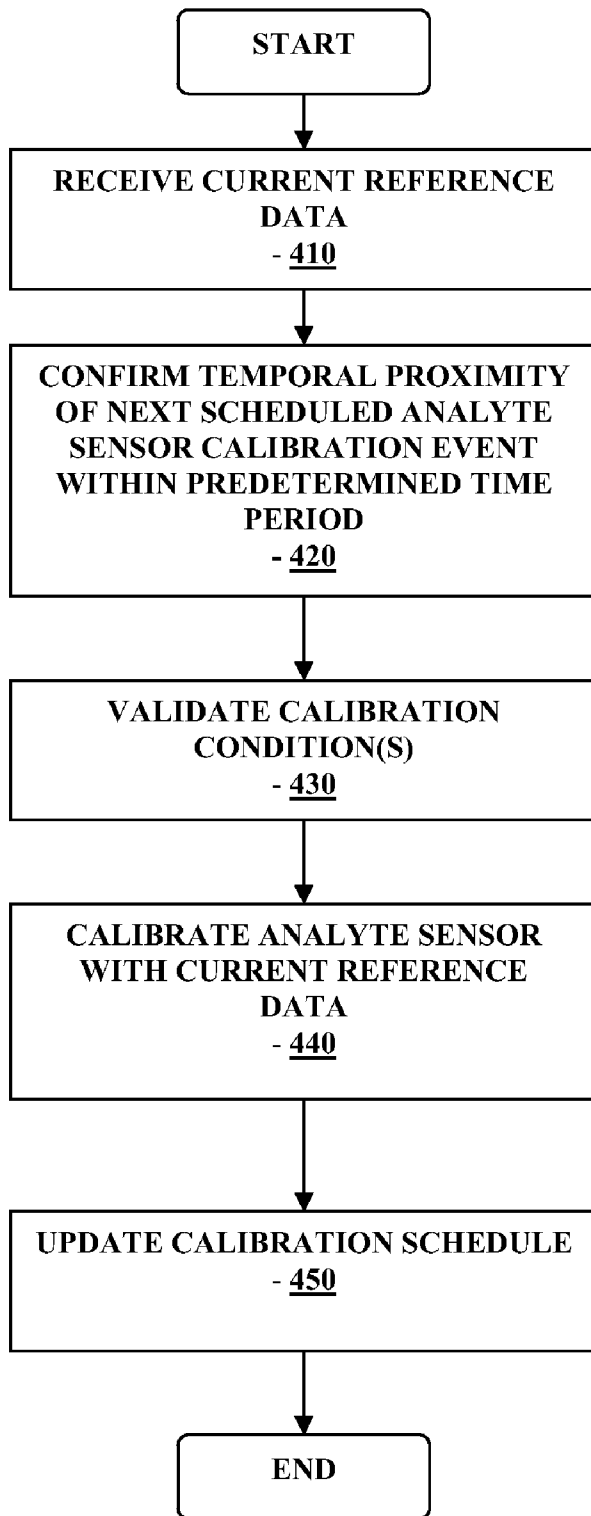 START
RECEIVE CURRENT REFERENCE
DATA
- 410
CONFIRM TEMPORAL PROXIMITY
OF NEXT SCHEDULED ANALYTE
SENSOR CALIBRATION EVENT
WITHIN PREDETERMINED TIME
PERIOD
- 420
VALIDATE CALIBRATION
CONDITION(S)
- 430
CALIBRATE ANALYTE SENSOR
WITH CURRENT REFERENCE
DATA
- 440
UPDATE CALIBRATION SCHEDULE
- 450
END